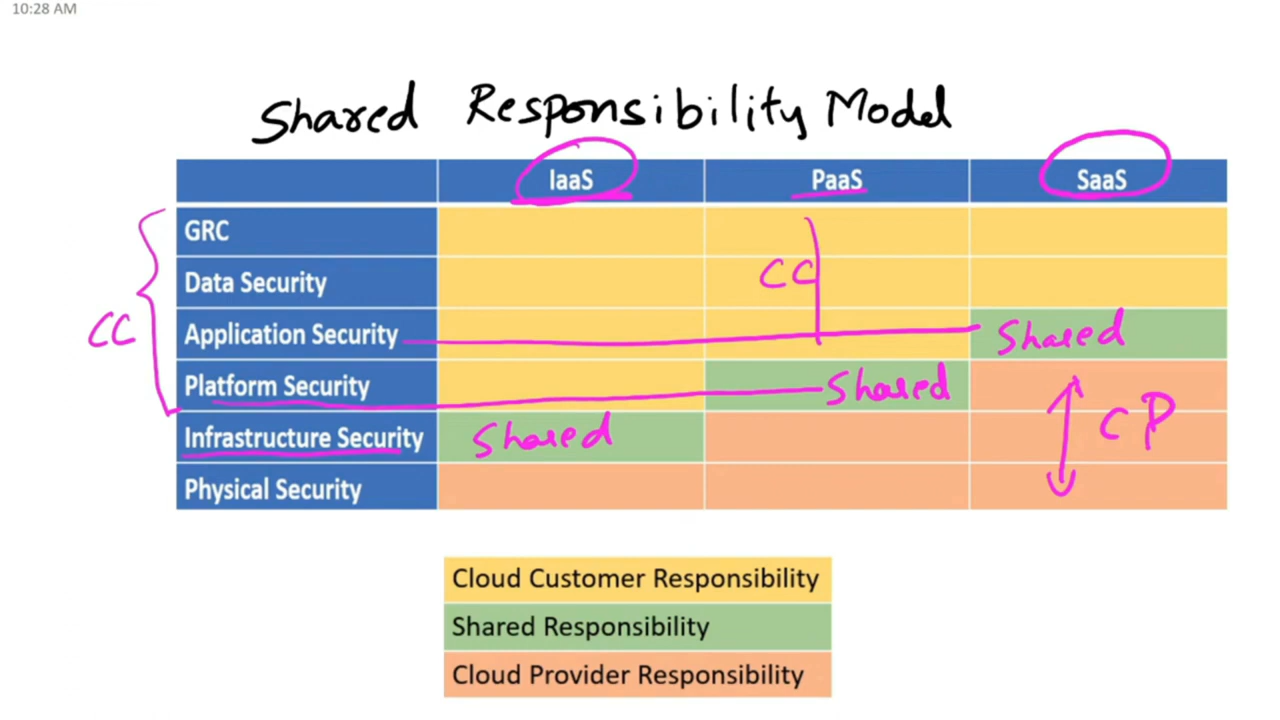 10:28 AM
Shared Responsibility Model
IaaS PaaS SaaS
GRC
CC
Data Security
CC
Application Security Shared
Platform Security Shared
Infrastructure Security Shared
CP
Physical Security
Cloud Customer Responsibility
Shared Responsibility
Cloud Provider Responsibility